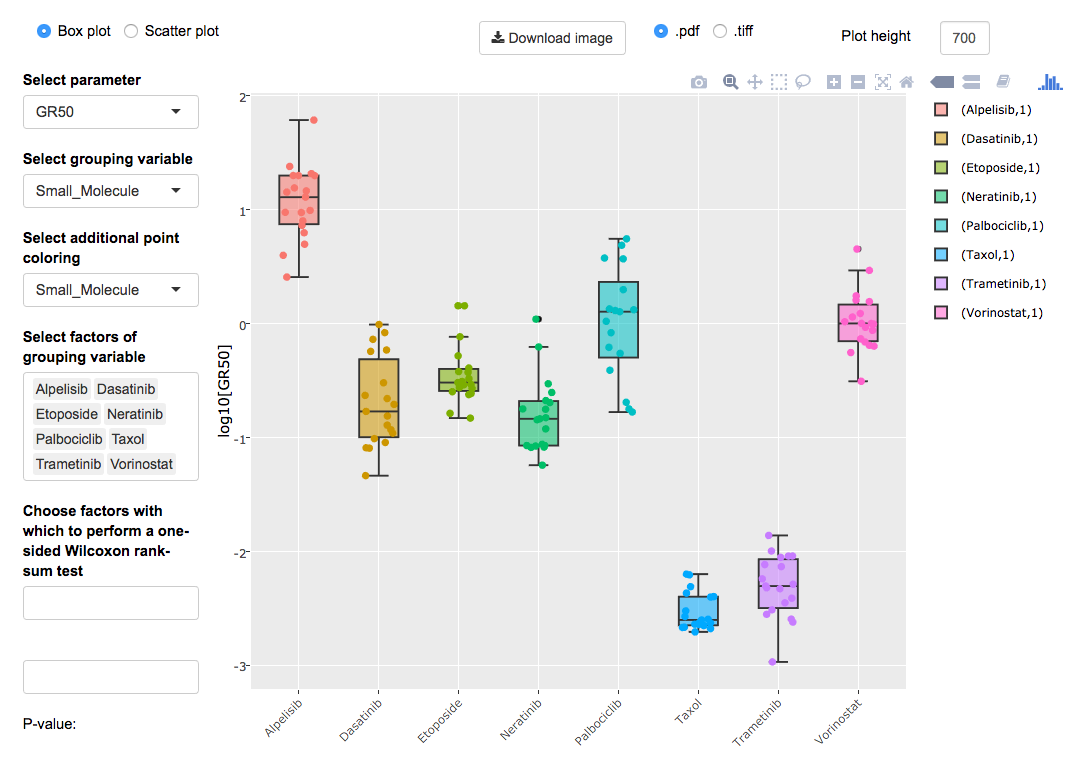 Box plot Scatter plot
Download image
.pdf .tiff
Plot height 700
Select parameter
GR50
Select grouping variable
Small_Molecule
Select additional point
coloring
Small_Molecule
Select factors of
grouping variable
Alpelisib Dasatinib
Etoposide Neratinib
Palbociclib Taxol
Trametinib Vorinostat
Choose factors with
which to perform a one-
sided Wilcoxon rank-
sum test
P-value:
log10[GR50]
2
1
0
-1
-2
-3
Alpelisib
Dasatinib
Etoposide
Neratinib
Palbociclib
Taxol
Trametinib
Vorinostat
(Alpelisib,1)
(Dasatinib,1)
(Etoposide,1)
(Neratinib,1)
(Palbociclib,1)
(Taxol,1)
(Trametinib,1)
(Vorinostat,1)